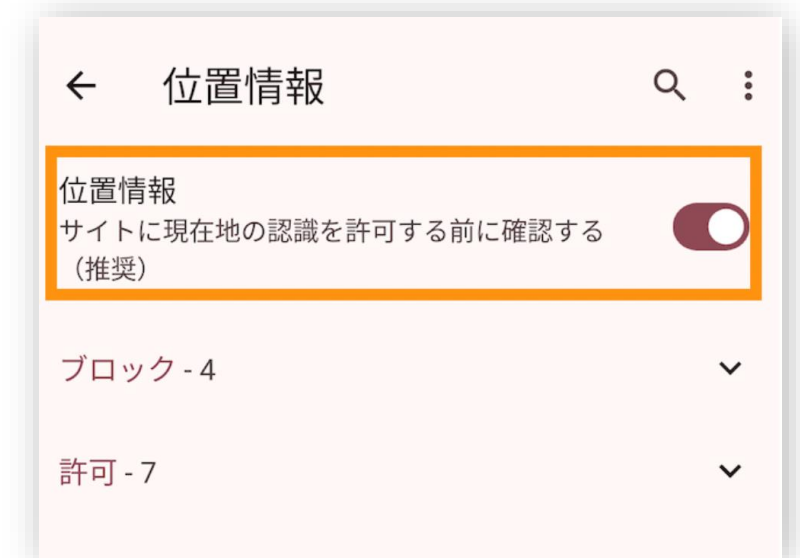 位置情報
位置情報
サイトに現在地の認識を許可する前に確認する
（推奨）
ブロック - 4
許可 - 7